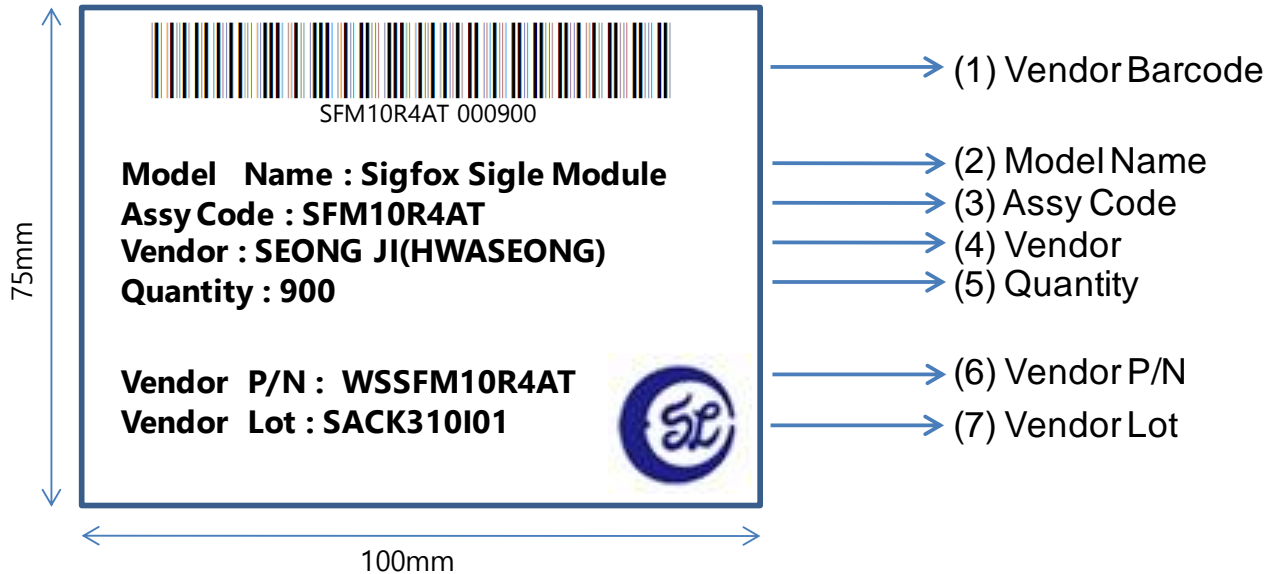 SFM10R4AT 000900
(1) Vendor Barcode
Model Name : Sigfox Sigle Module
(2) Model Name
Assy Code : SFM10R4AT
(3) Assy Code
Vendor : SEONG JI(HWASEONG)
(4) Vendor
Quantity : 900
(5) Quantity
75mm
Vendor P/N : WSSFM10R4AT
(6) Vendor P/N
Vendor Lot : SACK310I01
(7) Vendor Lot
SL
100mm